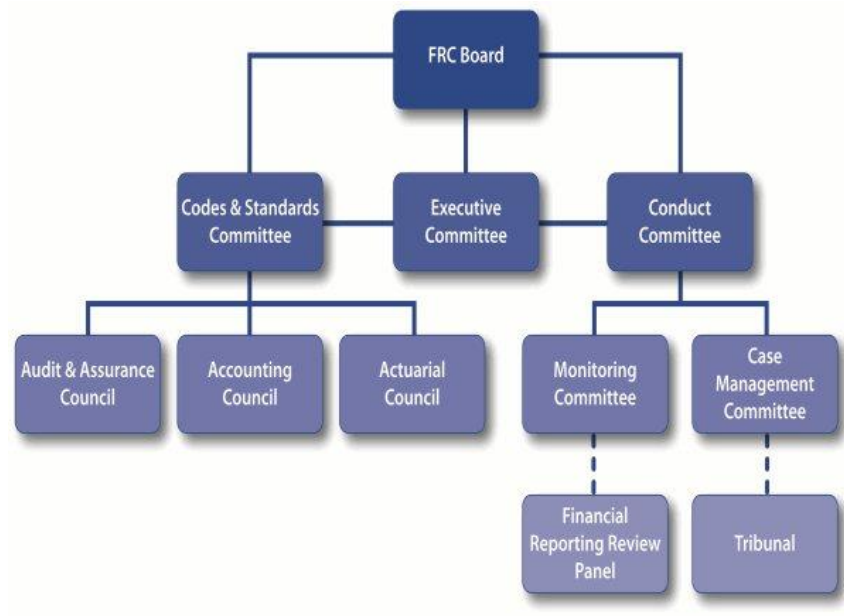 FRC Board
Codes & Standards
Committee
Executive
Committee
Conduct
Committee
Audit & Assurance
Council
Accounting
Council
Actuarial
Council
Monitoring
Committee
Case
Management
Committee
Financial
Reporting Review
Panel
Tribunal